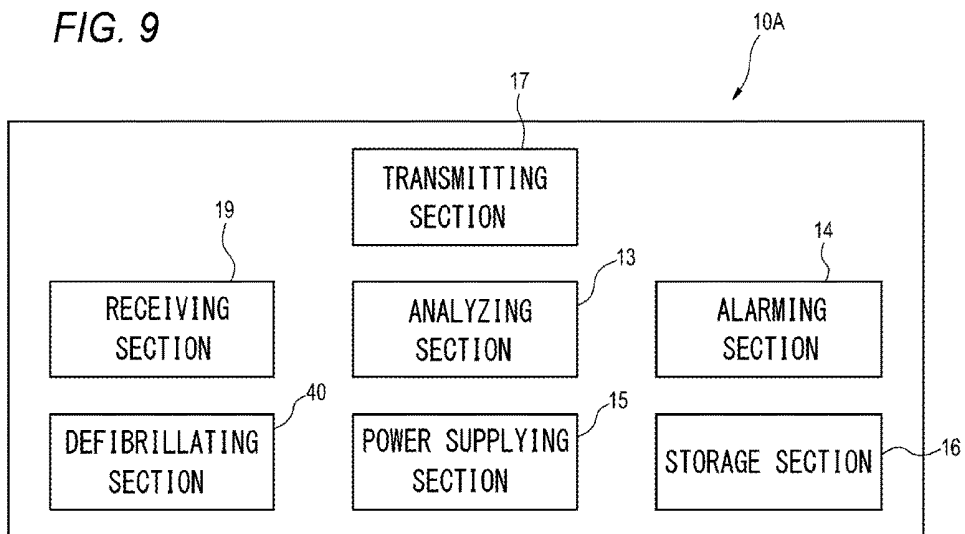 FIG. 9
10A
17
TRANSMITTING
SECTION
19
RECEIVING
SECTION
13
ANALYZING
SECTION
14
ALARMING
SECTION
40
DEFIBRILLATING
SECTION
15
POWER SUPPLYING
SECTION
STORAGE SECTION
16